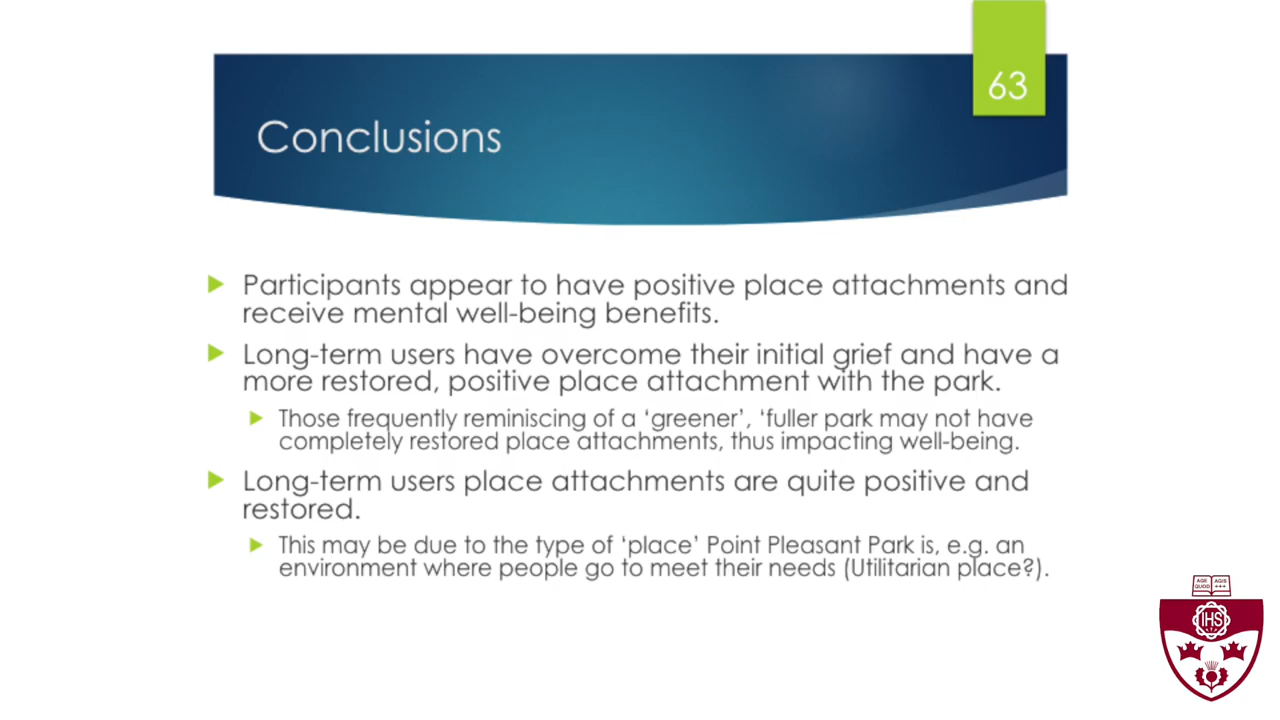 63
Conclusions
Participants appear to have positive place attachments and
receive mental well-being benefits.
Long-term users have overcome their initial grief and have a
more restored, positive place attachment with the park.
Those frequently reminiscing of a ‘greener’, ‘fuller park may not have
completely restored place attachments, thus impacting well-being.
Long-term users place attachments are quite positive and
restored.
This may be due to the type of ‘place’ Point Pleasant Park is, e.g. an
environment where people go to meet their needs (Utilitarian place?).
AGE AGIS
QUOD +++
IHS